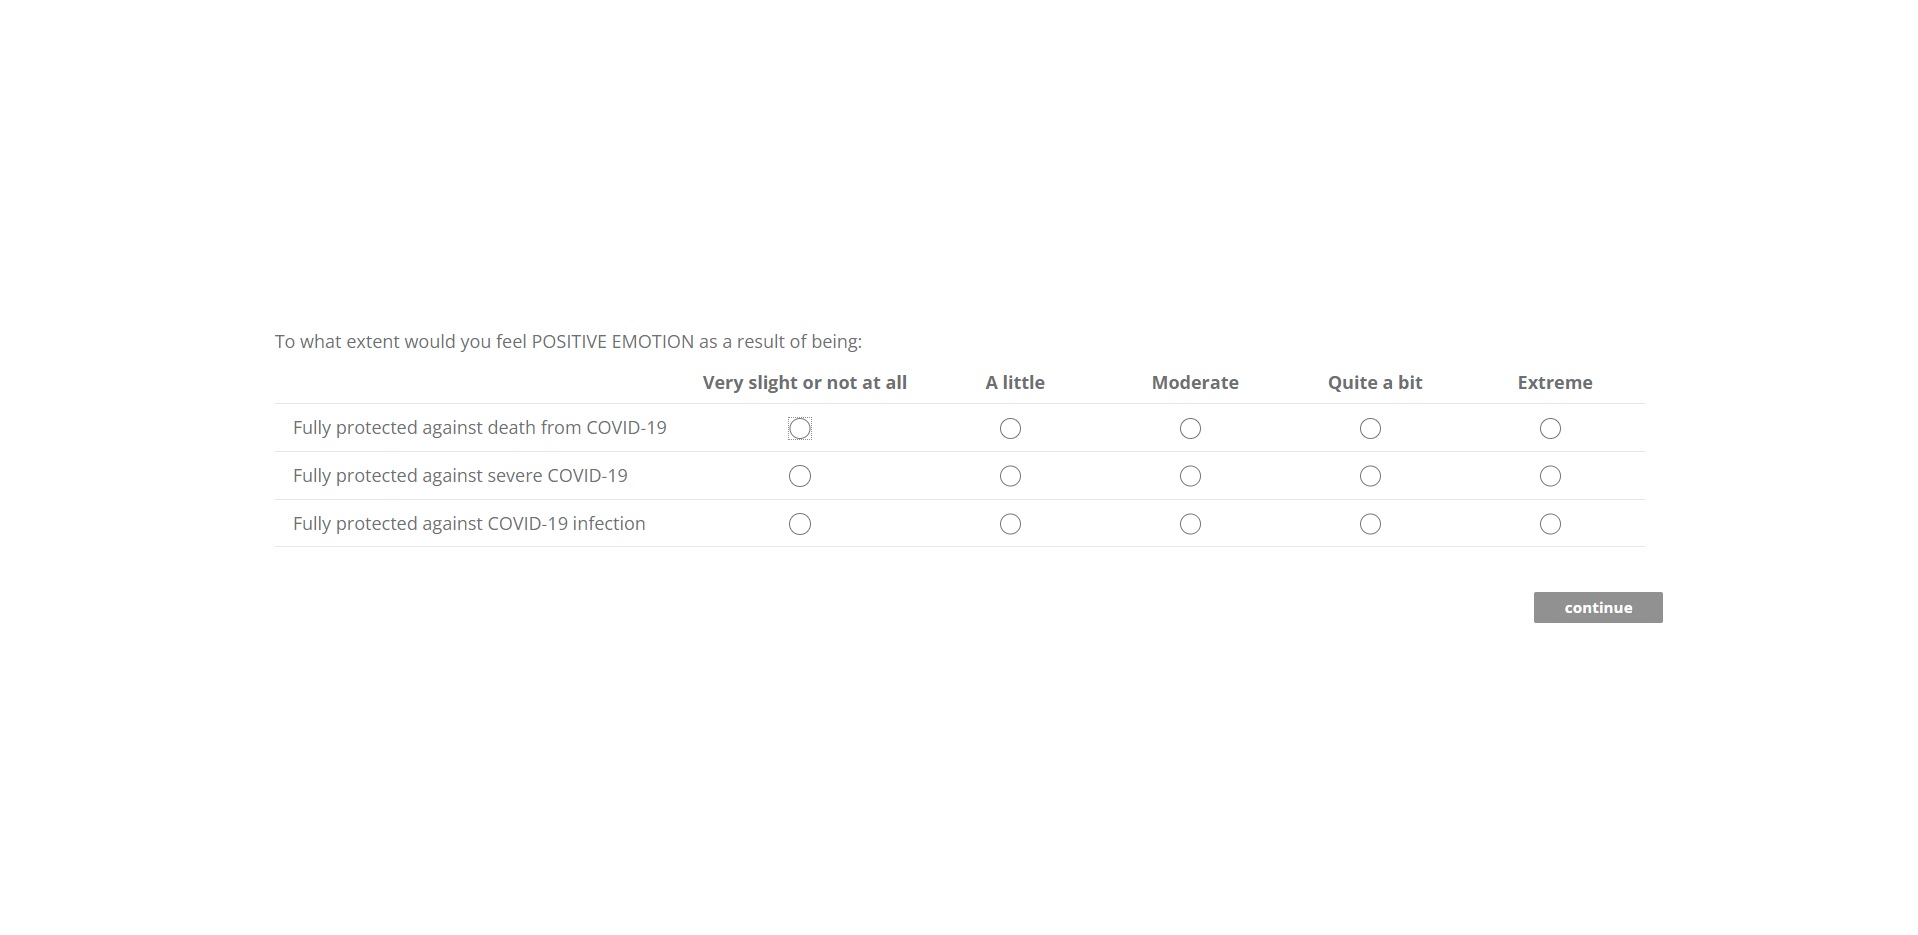 To what extent would you feel POSITIVE EMOTION as a result of being:
Very slight or not at all A little Moderate Quite a bit Extreme
Fully protected against death from COVID-19
Fully protected against severe COVID-19
Fully protected against COVID-19 infection
continue